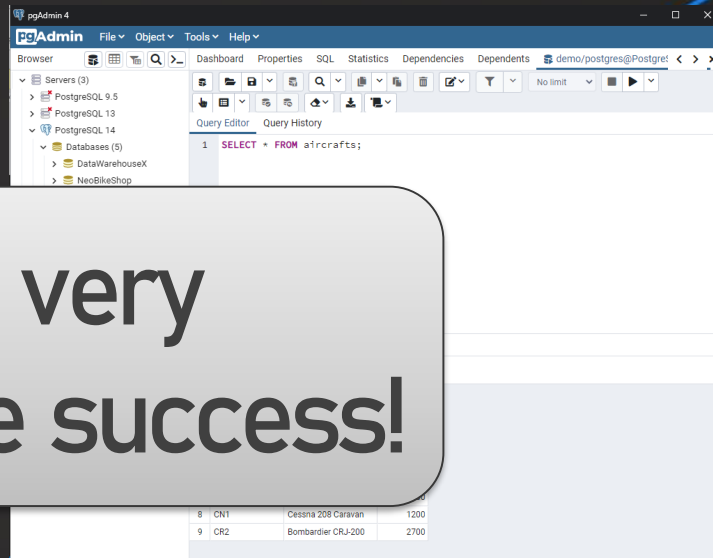 pgAdmin 4
pgAdmin File Object Tools Help
Browser Dashboard Properties SQL Statistics Dependencies Dependents demo/postgres@PostgreS
Servers (3)
PostgreSQL 9.5
No limit
PostgreSQL 13
PostgreSQL 14
Query Editor Query History
Databases (5)
1 SELECT * FROM aircrafts;
DataWarehouseX
NeoBikeShop
very
success!
8 CN1 Cessna 208 Caravan 1200
9 CR2 Bombardier CRJ-200 2700